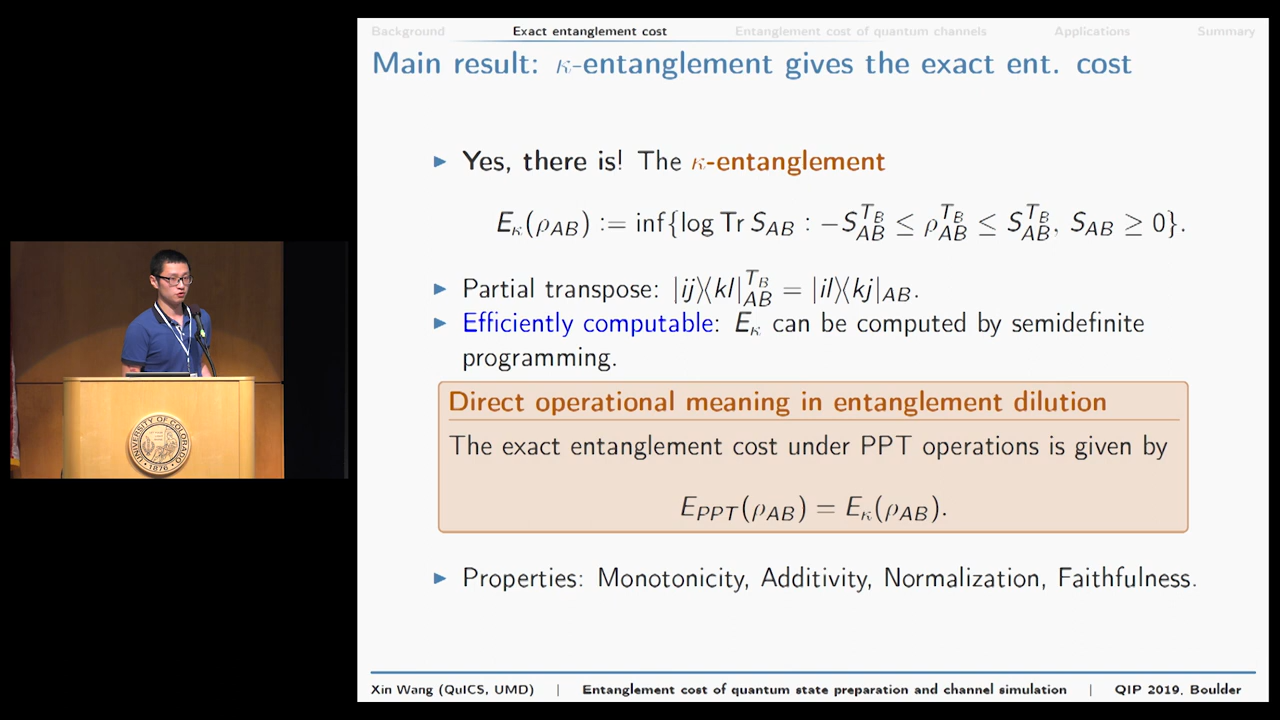 Background Exact entanglement cost Entanglement cost of quantum channels Applications Summary
Main result: κ-entanglement gives the exact ent. cost
▶ Yes, there is! The κ-entanglement
E_κ(ρ_AB) := inf{log Tr S_AB : −S_AB^{T_B} ≤ ρ_AB^{T_B} ≤ S_AB^{T_B}, S_AB ≥ 0}.
▶ Partial transpose: |ij⟩⟨kl|_AB^{T_B} = |il⟩⟨kj|_AB.
▶ Efficiently computable: E_κ can be computed by semidefinite
programming.
Direct operational meaning in entanglement dilution
The exact entanglement cost under PPT operations is given by
E_PPT(ρ_AB) = E_κ(ρ_AB).
▶ Properties: Monotonicity, Additivity, Normalization, Faithfulness.
Xin Wang (QuICS, UMD) | Entanglement cost of quantum state preparation and channel simulation | QIP 2019, Boulder
UNIVERSITY OF COLORADO
1876